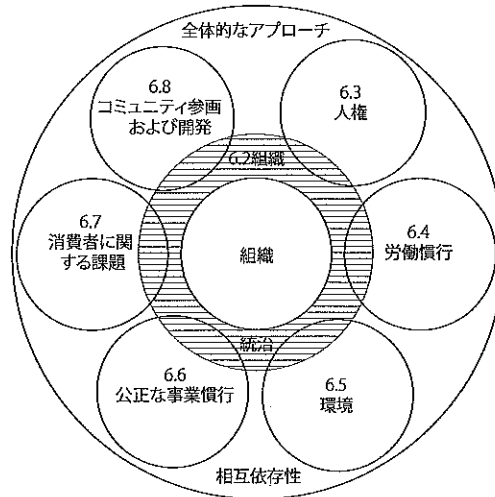 全体的なアプローチ
6.8
コミュニティ参画
および開発
6.3
人権
6.2組織
6.7
消費者に関
する課題
組織
6.4
労働慣行
統治
6.6
公正な事業慣行
6.5
環境
相互依存性